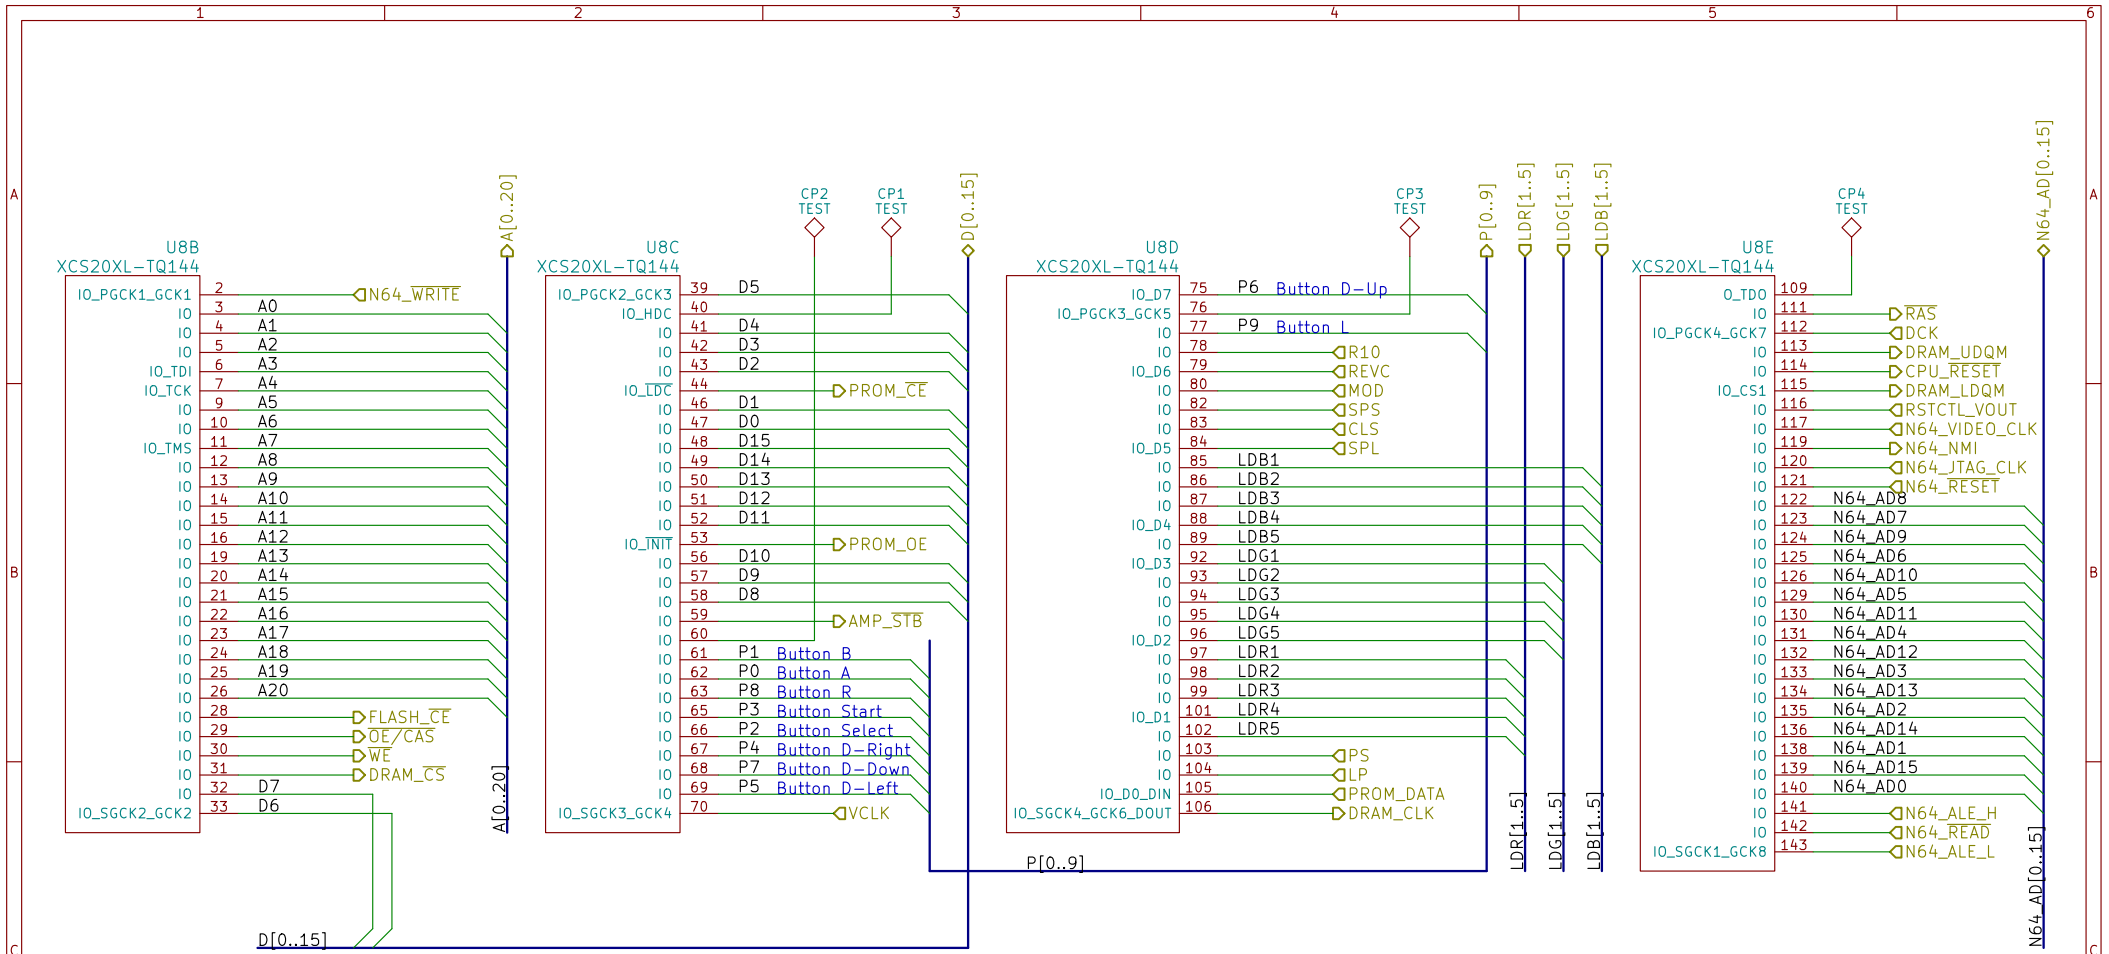 1 2 3 4 5 6
A A
B B
C C
U8B
XCS20XL-TQ144
IO_PGCK1_GCK1 2 N64_WRITE
IO 3 A0
IO 4 A1
IO 5 A2
IO_TDI 6 A3
IO_TCK 7 A4
IO 9 A5
IO 10 A6
IO_TMS 11 A7
IO 12 A8
IO 13 A9
IO 14 A10
IO 15 A11
IO 16 A12
IO 19 A13
IO 20 A14
IO 21 A15
IO 22 A16
IO 23 A17
IO 24 A18
IO 25 A19
IO 26 A20
IO 28 FLASH_CE
IO 29 OE/CAS
IO 30 WE
IO 31 DRAM_CS
IO 32 D7
IO_SGCK2_GCK2 33 D6
A[0..20]
A[0..20]
D[0..15]
U8C
XCS20XL-TQ144
CP2
TEST
CP1
TEST
D[0..15]
IO_PGCK2_GCK3 39 D5
IO_HDC 40
IO 41 D4
IO 42 D3
IO 43 D2
IO_LDC 44 PROM_CE
IO 46 D1
IO 47 D0
IO 48 D15
IO 49 D14
IO 50 D13
IO 51 D12
IO 52 D11
IO_INIT 53 PROM_OE
IO 56 D10
IO 57 D9
IO 58 D8
IO 59 AMP_STB
IO 60
IO 61 P1 Button B
IO 62 P0 Button A
IO 63 P8 Button R
IO 65 P3 Button Start
IO 66 P2 Button Select
IO 67 P4 Button D-Right
IO 68 P7 Button D-Down
IO 69 P5 Button D-Left
IO_SGCK3_GCK4 70 VCLK
P[0..9]
U8D
XCS20XL-TQ144
CP3
TEST
P[0..9]
LDR[1..5]
LDG[1..5]
LDB[1..5]
IO_D7 75 P6 Button D-Up
IO_PGCK3_GCK5 76
IO 77 P9 Button L
IO 78 R10
IO_D6 79 REVC
IO 80 MOD
IO 82 SPS
IO 83 CLS
IO_D5 84 SPL
IO 85 LDB1
IO 86 LDB2
IO 87 LDB3
IO_D4 88 LDB4
IO 89 LDB5
IO_D3 92 LDG1
IO 93 LDG2
IO 94 LDG3
IO 95 LDG4
IO_D2 96 LDG5
IO 97 LDR1
IO 98 LDR2
IO 99 LDR3
IO_D1 101 LDR4
IO 102 LDR5
IO 103 PS
IO 104 LP
IO_D0_DIN 105 PROM_DATA
IO_SGCK4_GCK6_DOUT 106 DRAM_CLK
LDR[1..5]
LDG[1..5]
LDB[1..5]
U8E
XCS20XL-TQ144
CP4
TEST
N64_AD[0..15]
O_TDO 109
IO 111 RAS
IO_PGCK4_GCK7 112 DCK
IO 113 DRAM_UDQM
IO 114 CPU_RESET
IO_CS1 115 DRAM_LDQM
IO 116 RSTCTL_VOUT
IO 117 N64_VIDEO_CLK
IO 119 N64_NMI
IO 120 N64_JTAG_CLK
IO 121 N64_RESET
IO 122 N64_AD8
IO 123 N64_AD7
IO 124 N64_AD9
IO 125 N64_AD6
IO 126 N64_AD10
IO 129 N64_AD5
IO 130 N64_AD11
IO 131 N64_AD4
IO 132 N64_AD12
IO 133 N64_AD3
IO 134 N64_AD13
IO 135 N64_AD2
IO 136 N64_AD14
IO 138 N64_AD1
IO 139 N64_AD15
IO 140 N64_AD0
IO 141 N64_ALE_H
IO 142 N64_READ
IO_SGCK1_GCK8 143 N64_ALE_L
N64_AD[0..15]